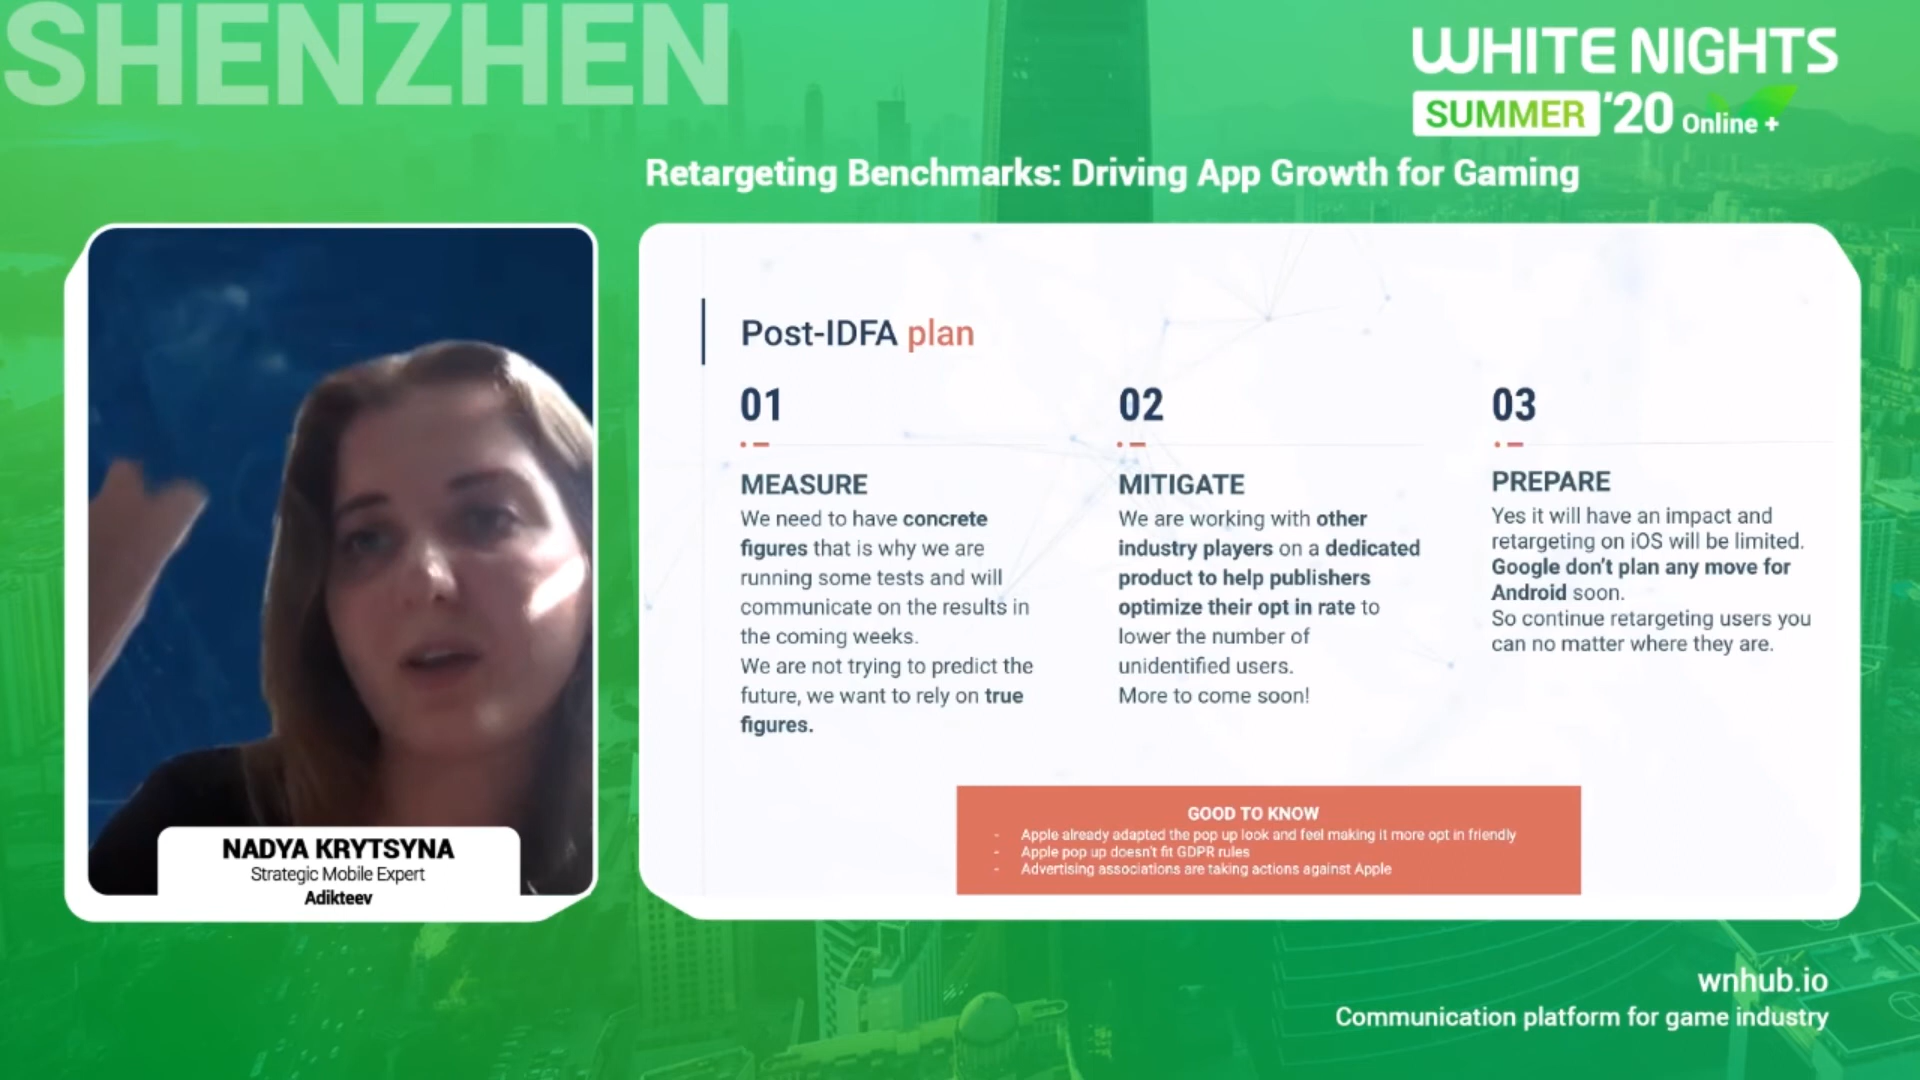 SHENZHEN
WHITE NIGHTS
SUMMER '20 Online +
Retargeting Benchmarks: Driving App Growth for Gaming
Post-IDFA plan
01
MEASURE
We need to have concrete
figures that is why we are
running some tests and will
communicate on the results in
the coming weeks.
We are not trying to predict the
future, we want to rely on true
figures.
02
MITIGATE
We are working with other
industry players on a dedicated
product to help publishers
optimize their opt in rate to
lower the number of
unidentified users.
More to come soon!
03
PREPARE
Yes it will have an impact and
retargeting on iOS will be limited.
Google don't plan any move for
Android soon.
So continue retargeting users you
can no matter where they are.
GOOD TO KNOW
- Apple already adapted the pop up look and feel making it more opt in friendly
- Apple pop up doesn't fit GDPR rules
- Advertising associations are taking actions against Apple
NADYA KRYTSYNA
Strategic Mobile Expert
Adikteev
wnhub.io
Communication platform for game industry